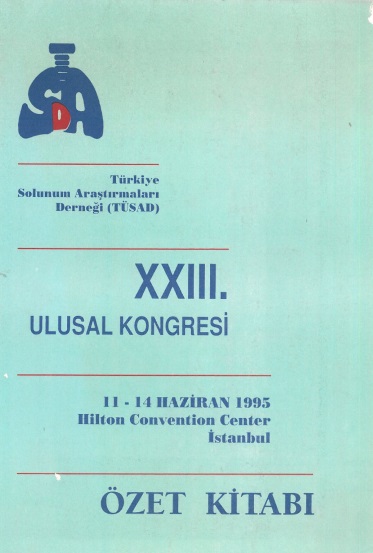 SDA
Türkiye
Solunum Araştırmaları
Derneği (TÜSAD)
XXIII.
ULUSAL KONGRESİ
11 - 14 HAZİRAN 1995
Hilton Convention Center
İstanbul
ÖZET KİTABI